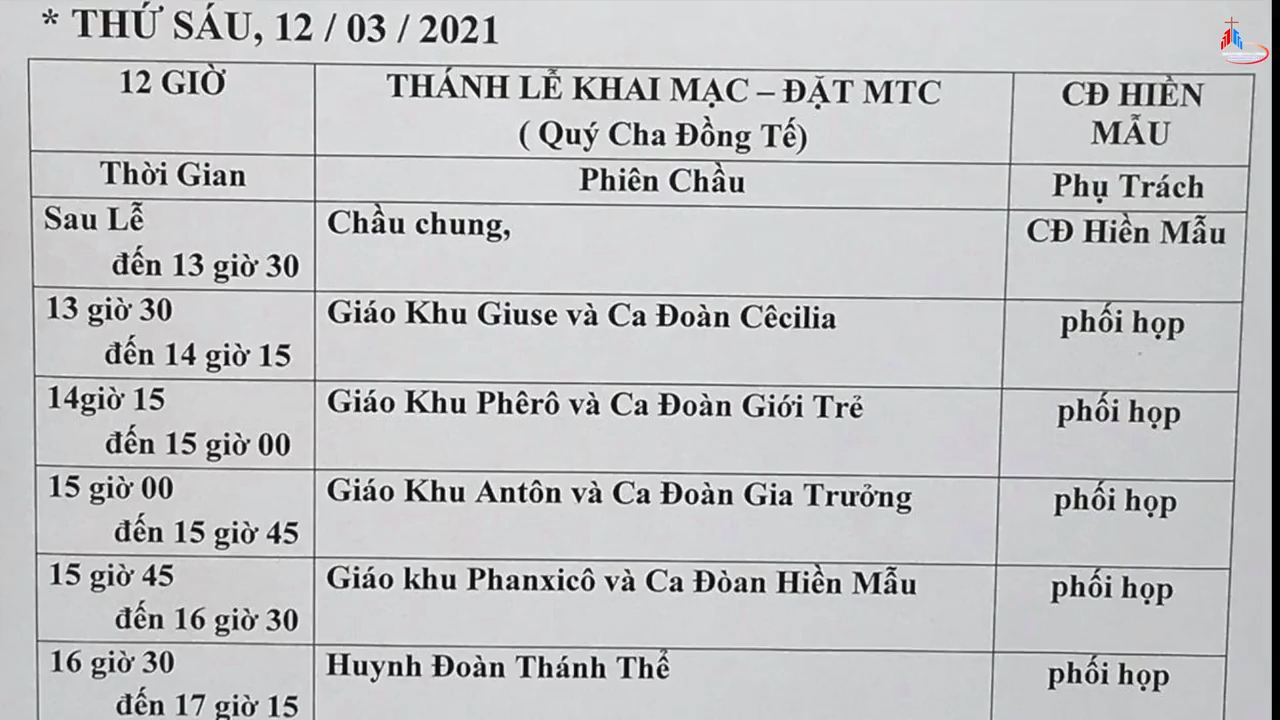 * THỨ SÁU, 12 / 03 / 2021
12 GIỜ
THÁNH LỄ KHAI MẠC – ĐẶT MTC
( Quý Cha Đồng Tế)
CĐ HIỀN
MẪU
Thời Gian
Phiên Chầu
Phụ Trách
Sau Lễ
đến 13 giờ 30
Chầu chung,
CĐ Hiền Mẫu
13 giờ 30
đến 14 giờ 15
Giáo Khu Giuse và Ca Đoàn Cêcilia
phối họp
14giờ 15
đến 15 giờ 00
Giáo Khu Phêrô và Ca Đoàn Giới Trẻ
phối họp
15 giờ 00
đến 15 giờ 45
Giáo Khu Antôn và Ca Đoàn Gia Trưởng
phối họp
15 giờ 45
đến 16 giờ 30
Giáo khu Phanxicô và Ca Đòan Hiền Mẫu
phối họp
16 giờ 30
đến 17 giờ 15
Huynh Đoàn Thánh Thể
phối họp